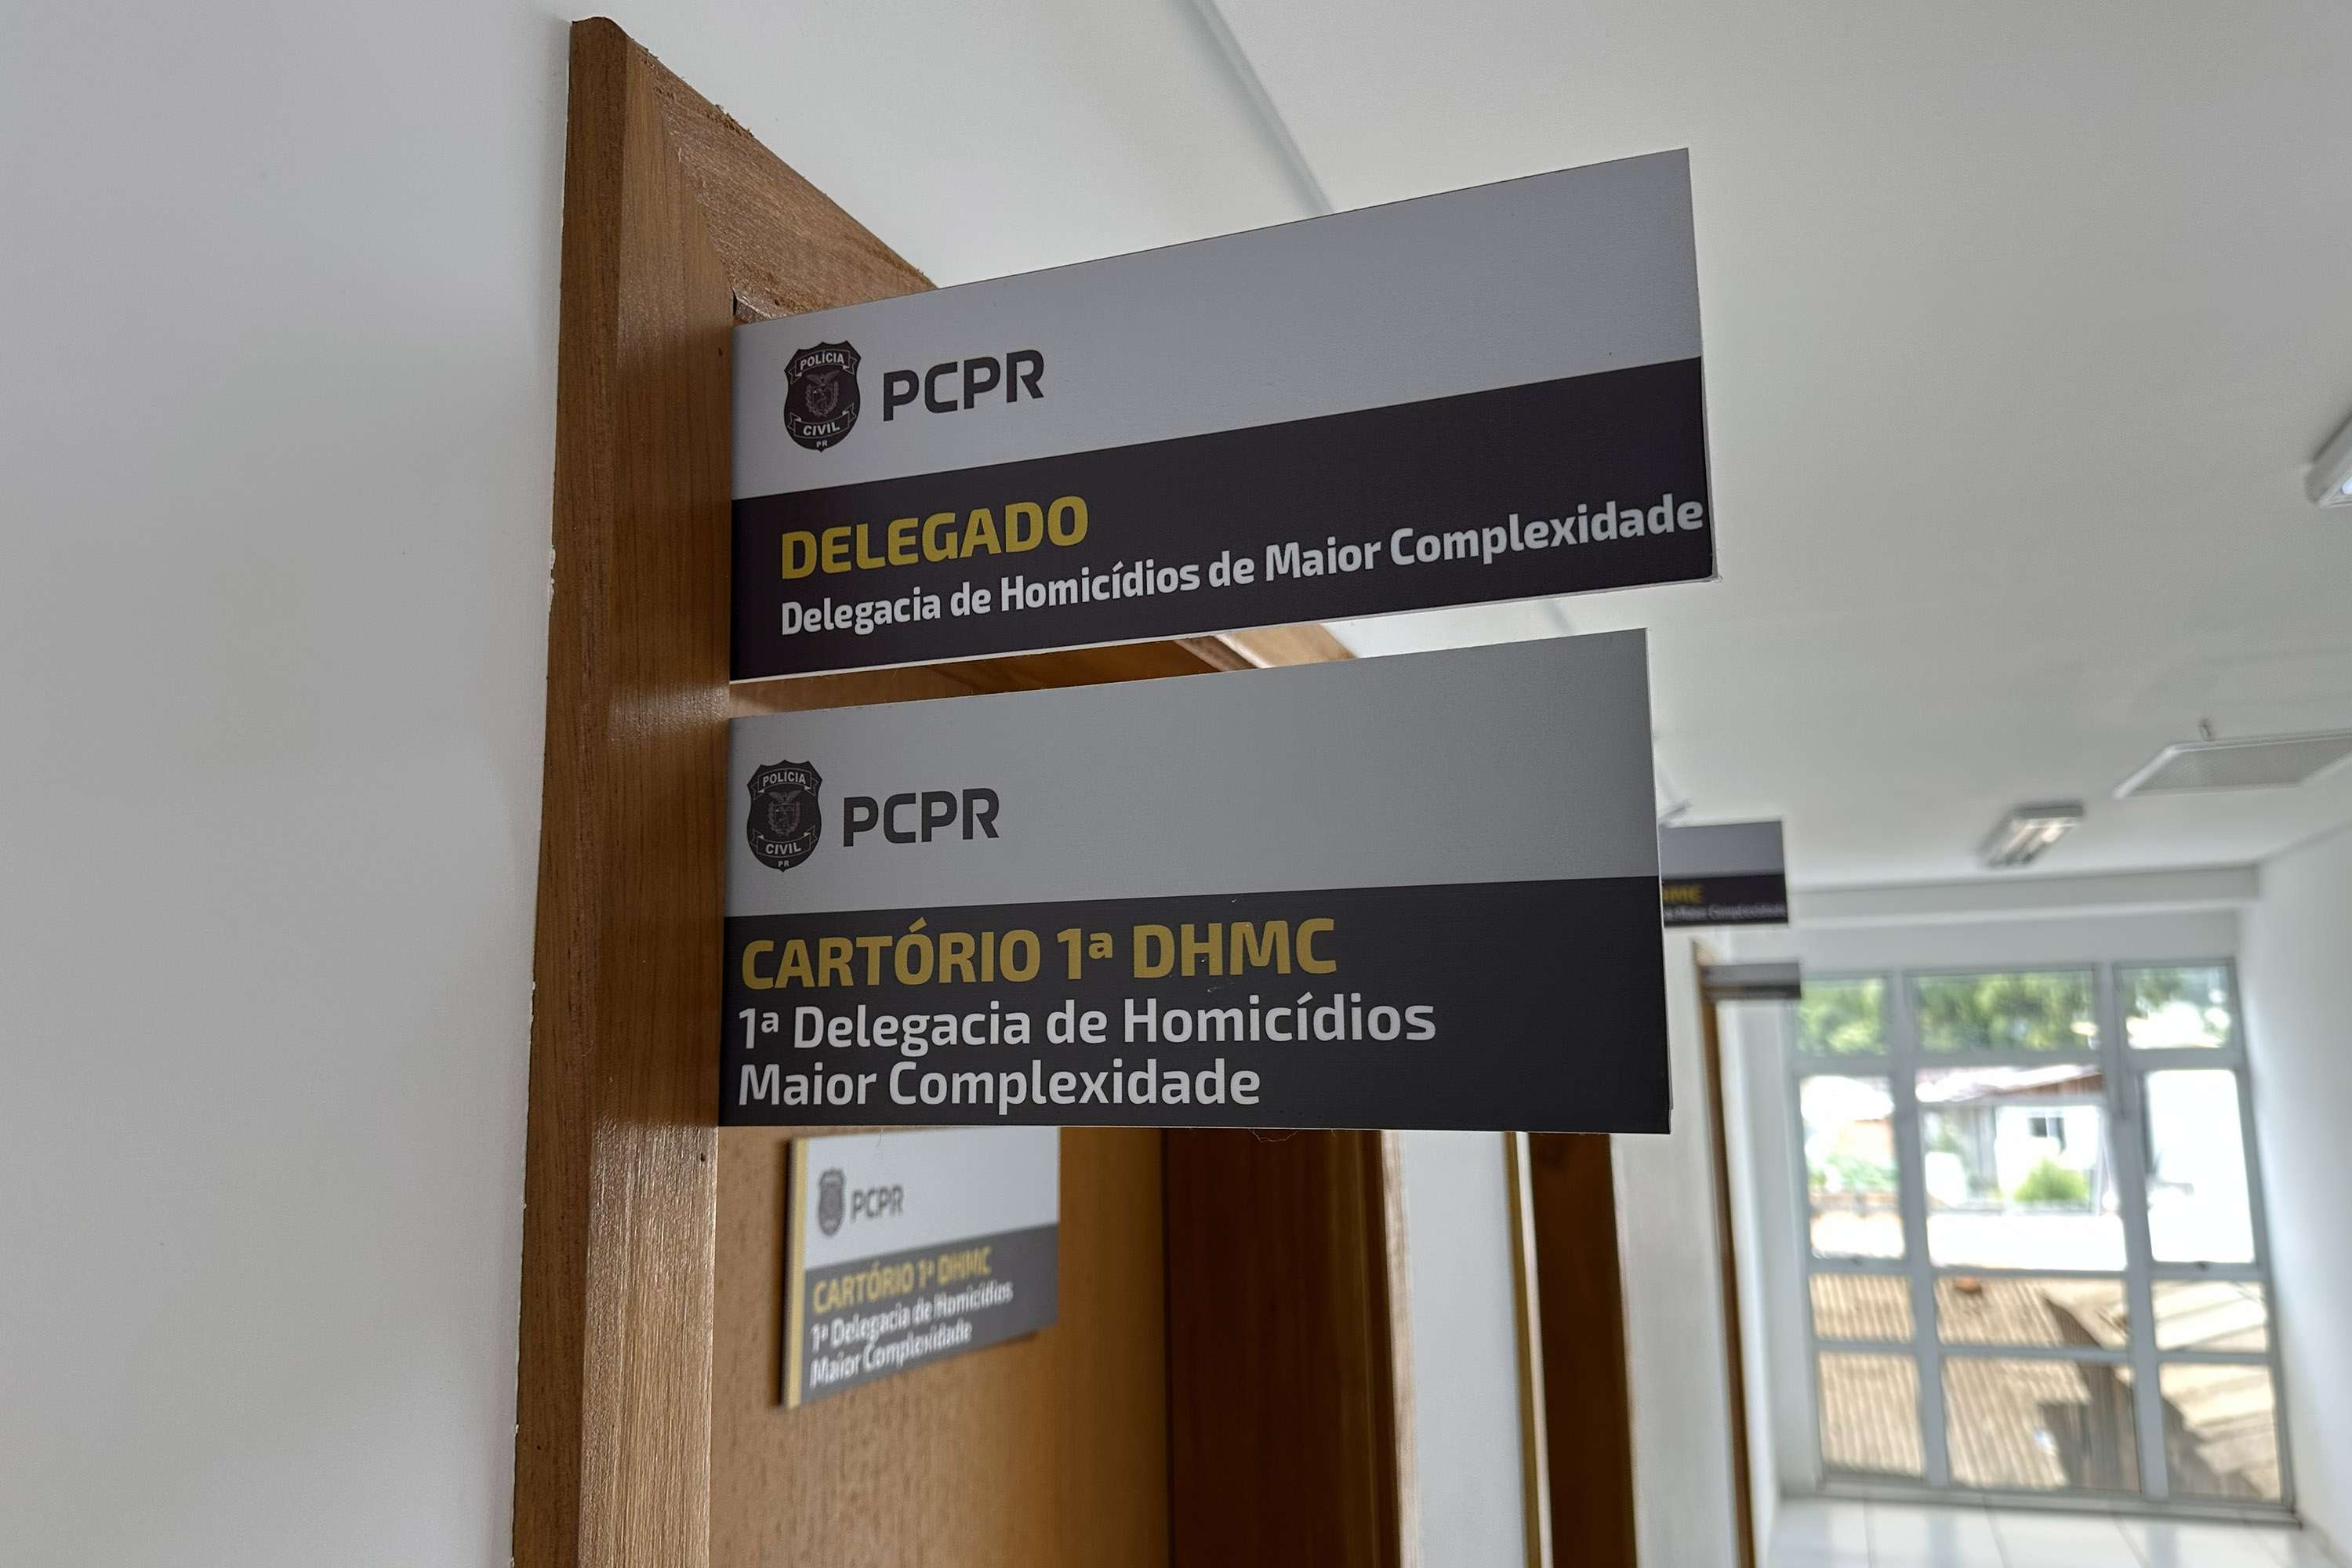 POLÍCIA
CIVIL
PR
PCPR
DELEGADO
Delegacia de Homicídios de Maior Complexidade
POLÍCIA
CIVIL
PR
PCPR
CARTÓRIO 1ª DHMC
1ª Delegacia de Homicídios
Maior Complexidade
PCPR
CARTÓRIO 1ª DHMC
1ª Delegacia de Homicídios
Maior Complexidade